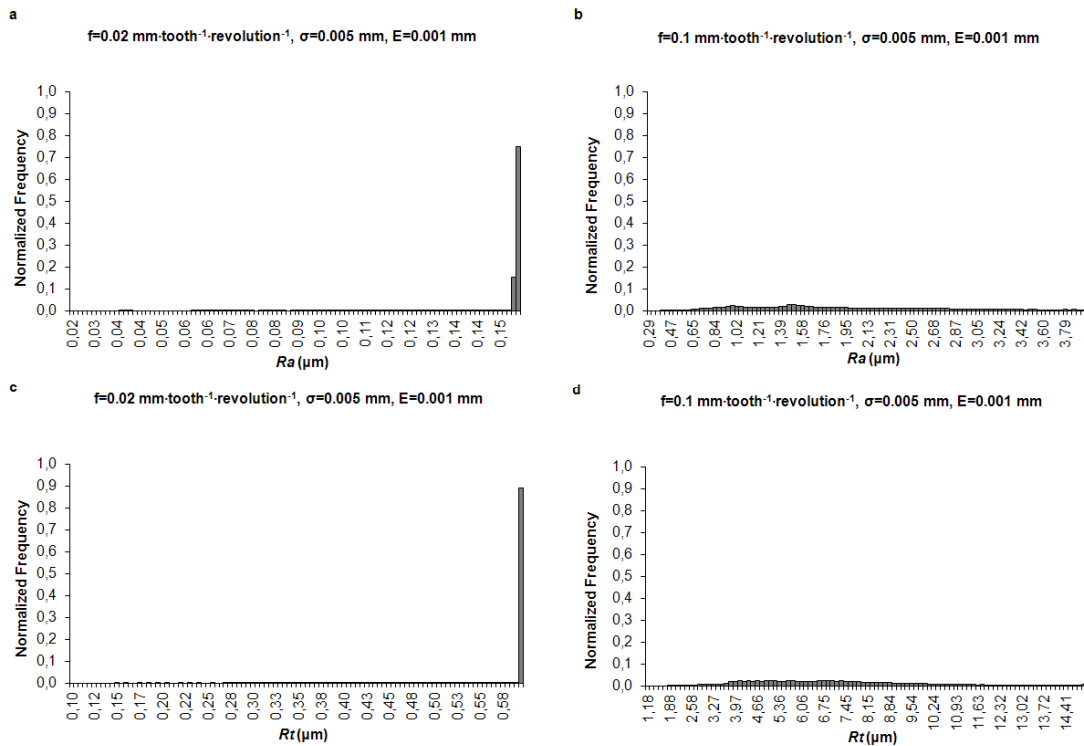 a
f=0.02 mm·tooth⁻¹·revolution⁻¹, σ=0.005 mm, E=0.001 mm
Normalized Frequency
1,0
0,9
0,8
0,7
0,6
0,5
0,4
0,3
0,2
0,1
0,0
0,02 0,03 0,04 0,04 0,05 0,06 0,06 0,07 0,08 0,08 0,09 0,10 0,10 0,11 0,12 0,12 0,13 0,14 0,14 0,15
Ra (µm)
b
f=0.1 mm·tooth⁻¹·revolution⁻¹, σ=0.005 mm, E=0.001 mm
Normalized Frequency
1,0
0,9
0,8
0,7
0,6
0,5
0,4
0,3
0,2
0,1
0,0
0,29 0,47 0,65 0,84 1,02 1,21 1,39 1,58 1,76 1,95 2,13 2,31 2,50 2,68 2,87 3,05 3,24 3,42 3,60 3,79
Ra (µm)
c
f=0.02 mm·tooth⁻¹·revolution⁻¹, σ=0.005 mm, E=0.001 mm
Normalized Frequency
1,0
0,9
0,8
0,7
0,6
0,5
0,4
0,3
0,2
0,1
0,0
0,10 0,12 0,15 0,17 0,20 0,22 0,25 0,28 0,30 0,33 0,35 0,38 0,40 0,43 0,45 0,48 0,50 0,53 0,55 0,58
Rt (µm)
d
f=0.1 mm·tooth⁻¹·revolution⁻¹, σ=0.005 mm, E=0.001 mm
Normalized Frequency
1,0
0,9
0,8
0,7
0,6
0,5
0,4
0,3
0,2
0,1
0,0
1,18 1,88 2,58 3,27 3,97 4,66 5,36 6,06 6,75 7,45 8,15 8,84 9,54 10,24 10,93 11,63 12,32 13,02 13,72 14,41
Rt (µm)